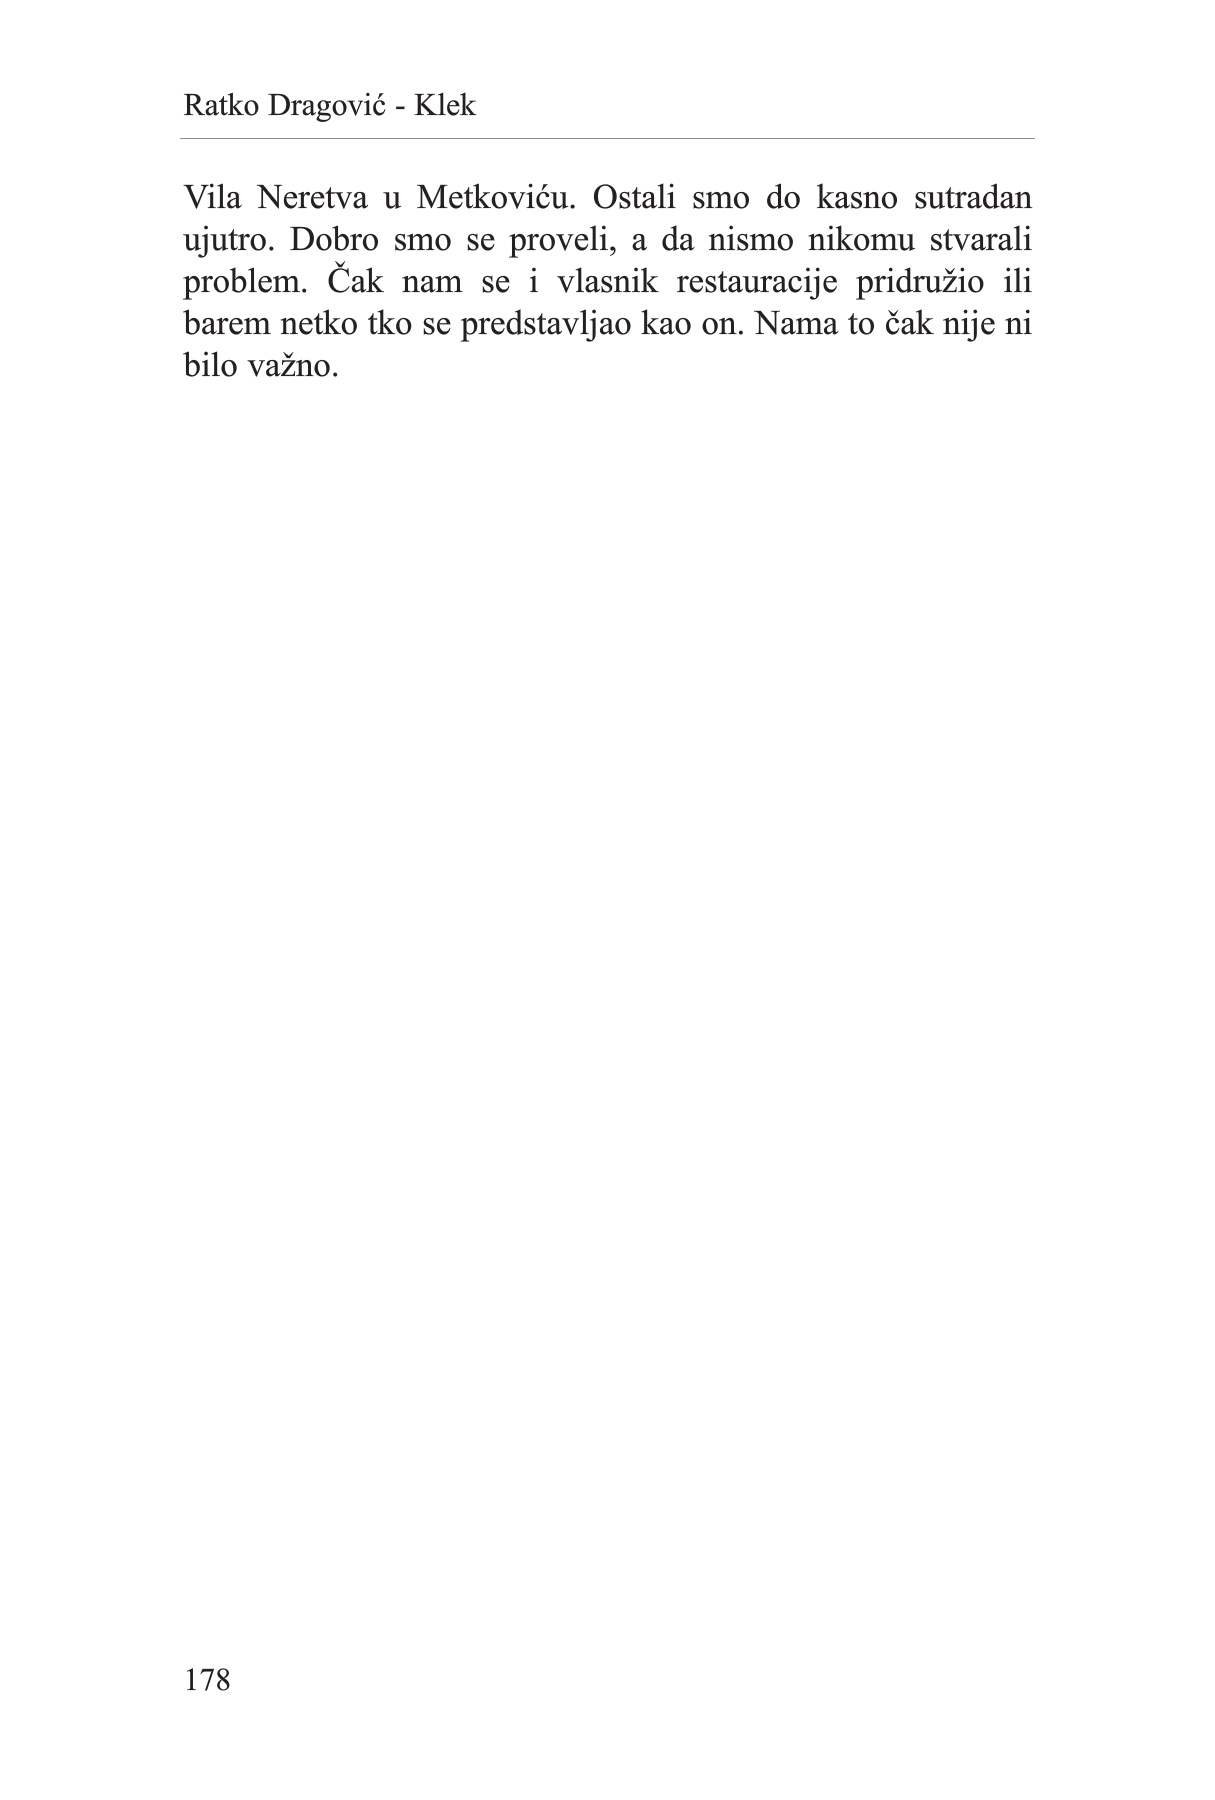 Ratko Dragović - Klek
Vila Neretva u Metkoviću. Ostali smo do kasno sutradan
ujutro. Dobro smo se proveli, a da nismo nikomu stvarali
problem. Čak nam se i vlasnik restauracije pridružio ili
barem netko tko se predstavljao kao on. Nama to čak nije ni
bilo važno.
178